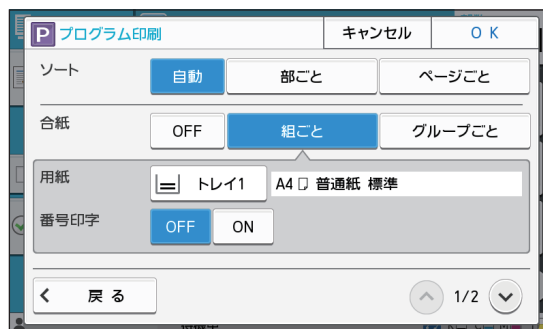 P プログラム印刷 キャンセル OK
ソート 自動 部ごと ページごと
合紙 OFF 組ごと グループごと
用紙 トレイ1 A4 普通紙 標準
番号印字 OFF ON
戻る 1/2